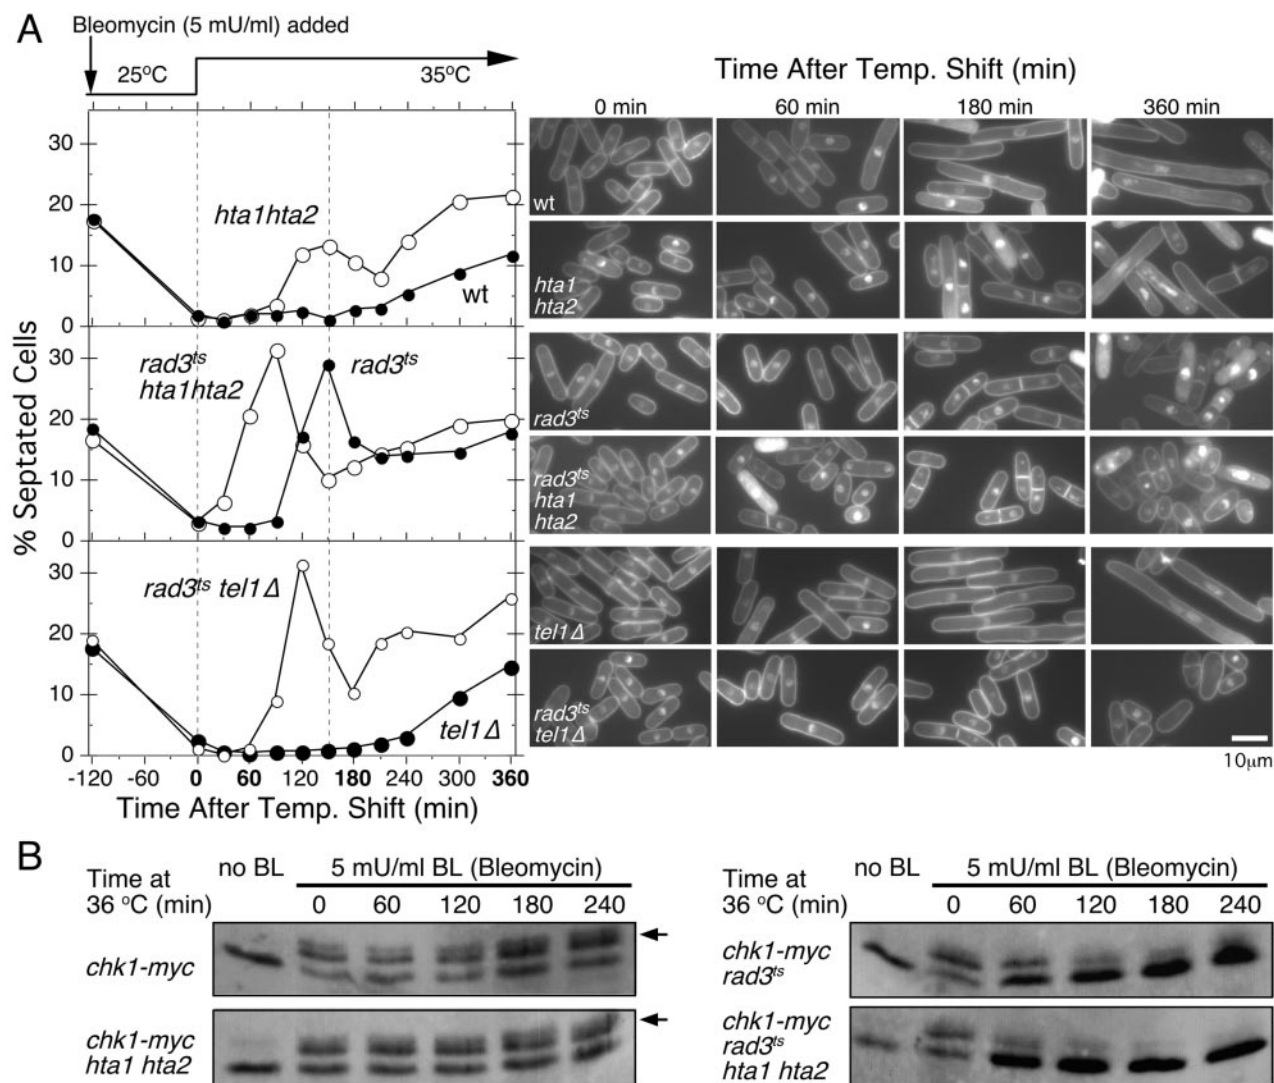 A
Bleomycin (5 mU/ml) added
25°C
35°C
Time After Temp. Shift (min)
0 min
60 min
180 min
360 min
% Septated Cells
30
20
10
0
hta1hta2
wt
30
20
10
0
rad3ts
hta1hta2
rad3ts
30
20
10
0
rad3ts tel1Δ
tel1Δ
-120
-60
0
60
120
180
240
300
360
Time After Temp. Shift (min)
wt
hta1
hta2
rad3ts
rad3ts
hta1
hta2
tel1Δ
rad3ts
tel1Δ
10μm
B
Time at
36 °C (min)
no BL
5 mU/ml BL (Bleomycin)
0 60 120 180 240
chk1-myc
chk1-myc
hta1 hta2
Time at
36 °C (min)
no BL
5 mU/ml BL (Bleomycin)
0 60 120 180 240
chk1-myc
rad3ts
chk1-myc
rad3ts
hta1 hta2